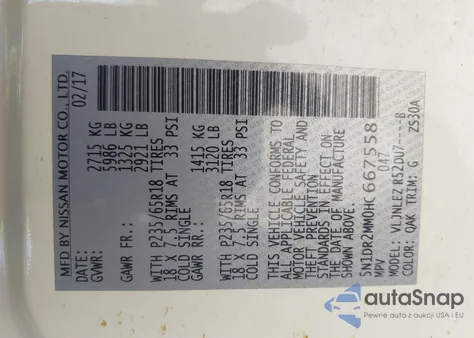 MFD BY NISSAN MOTOR CO., LTD.
DATE: 02/17
GVWR: 2715 KG
5986 LB
GAWR FR.: 1325 KG
2921 LB
WITH P235/65R18 TIRES
18 X 7.5 RIMS AT 33 PSI
COLD SINGLE
GAWR RR.: 1415 KG
3120 LB
WITH P235/65R18 TIRES
18 X 7.5 RIMS AT 33 PSI
COLD SINGLE
THIS VEHICLE CONFORMS TO
ALL APPLICABLE FEDERAL
MOTOR VEHICLE SAFETY AND
THEFT PREVENTION
STANDARDS IN EFFECT ON
THE DATE OF MANUFACTURE
SHOWN ABOVE.
5N1DR2MM0HC667558
MPV 047
MODEL: VLJNLEZ R52DU7----B
COLOR: QAK TRIM: G ZS30A
autoSnap
Pewne auta z aukcji USA i EU